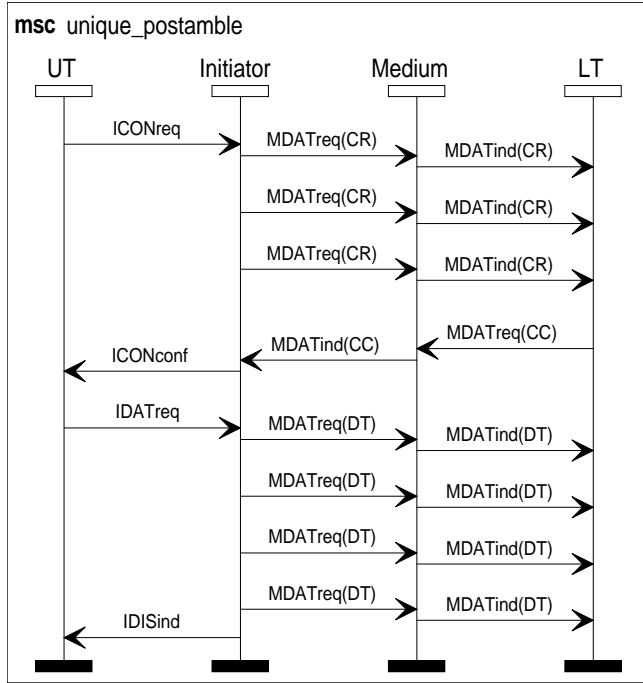 msc unique_postamble
UT Initiator Medium LT
ICONreq
MDATreq(CR)
MDATind(CR)
MDATreq(CR)
MDATind(CR)
MDATreq(CR)
MDATind(CR)
MDATreq(CC)
MDATind(CC)
ICONconf
IDATreq
MDATreq(DT)
MDATind(DT)
MDATreq(DT)
MDATind(DT)
MDATreq(DT)
MDATind(DT)
MDATreq(DT)
MDATind(DT)
IDISind